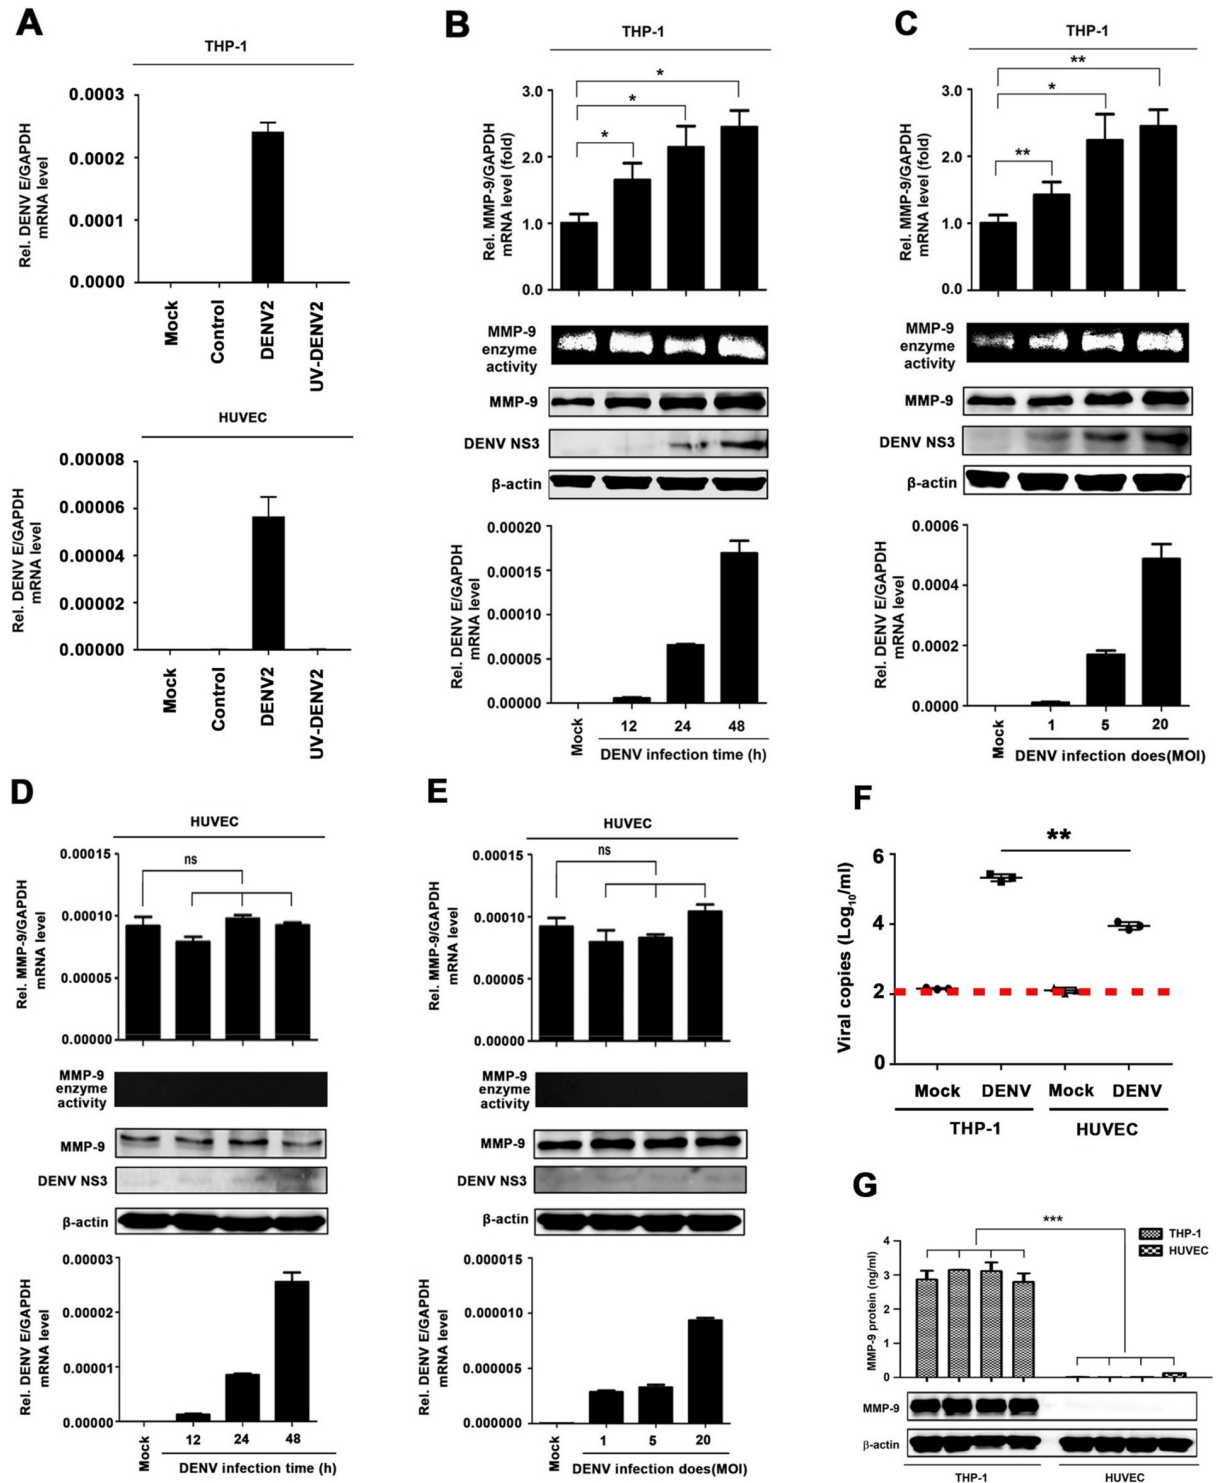 A
THP-1
Rel. DENV E/GAPDH
mRNA level
0.0003
0.0002
0.0001
0.0000
Mock
Control
DENV2
UV-DENV2
HUVEC
Rel. DENV E/GAPDH
mRNA level
0.00008
0.00006
0.00004
0.00002
0.00000
Mock
Control
DENV2
UV-DENV2
B
THP-1
Rel. MMP-9/GAPDH
mRNA level (fold)
3.0
2.0
1.0
0.0
*
*
*
MMP-9
enzyme
activity
MMP-9
DENV NS3
β-actin
Rel. DENV E/GAPDH
mRNA level
0.00020
0.00015
0.00010
0.00005
0.00000
Mock
12 24 48
DENV infection time (h)
C
THP-1
Rel. MMP-9/GAPDH
mRNA level (fold)
3.0
2.0
1.0
0.0
**
*
**
MMP-9
enzyme
activity
MMP-9
DENV NS3
β-actin
Rel. DENV E/GAPDH
mRNA level
0.0006
0.0004
0.0002
0.0000
Mock
1 5 20
DENV infection does(MOI)
D
HUVEC
Rel. MMP-9/GAPDH
mRNA level
0.00015
0.00010
0.00005
0.00000
ns
MMP-9
enzyme
activity
MMP-9
DENV NS3
β-actin
Rel. DENV E/GAPDH
mRNA level
0.00003
0.00002
0.00001
0.00000
Mock
12 24 48
DENV infection time (h)
E
HUVEC
Rel. MMP-9/GAPDH
mRNA level
0.00015
0.00010
0.00005
0.00000
ns
MMP-9
enzyme
activity
MMP-9
DENV NS3
β-actin
Rel. DENV E/GAPDH
mRNA level
0.000015
0.000010
0.000005
0.000000
Mock
1 5 20
DENV infection does(MOI)
F
Viral copies (Log10/ml)
6
4
2
0
**
Mock DENV Mock DENV
THP-1 HUVEC
G
MMP-9 protein (ng/ml)
4
3
2
1
0
***
THP-1
HUVEC
MMP-9
β-actin
THP-1 HUVEC